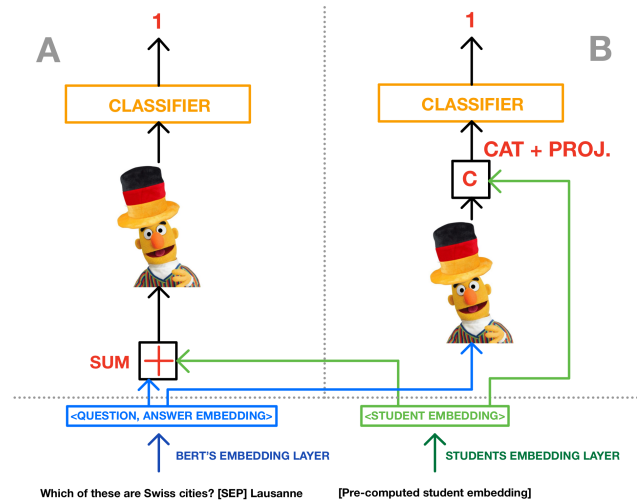 1
1
A
B
CLASSIFIER
CLASSIFIER
CAT + PROJ.
C
SUM
+
<QUESTION, ANSWER EMBEDDING>
<STUDENT EMBEDDING>
BERT'S EMBEDDING LAYER
STUDENTS EMBEDDING LAYER
Which of these are Swiss cities? [SEP] Lausanne
[Pre-computed student embedding]